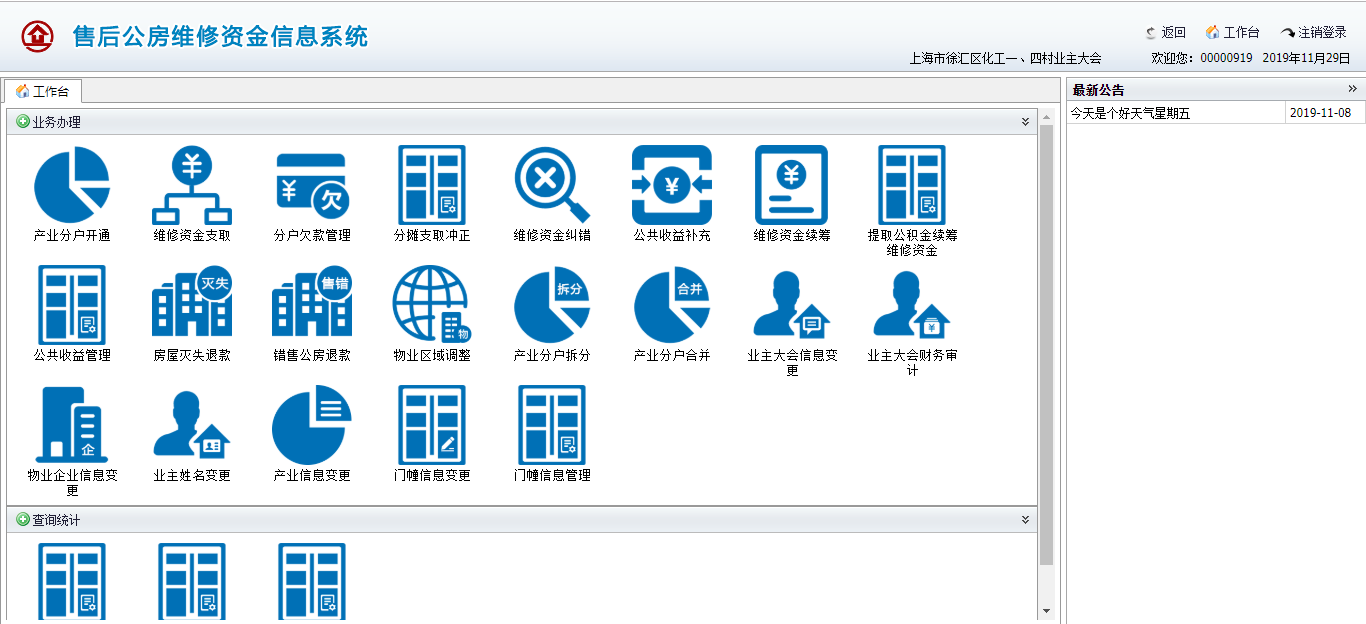 售后公房维修资金信息系统
返回 工作台 注销登录
上海市徐汇区化工一、四村业主大会 欢迎您：00000919 2019年11月29日
工作台
最新公告
今天是个好天气星期五 2019-11-08
业务办理
¥
¥
欠
¥
¥
产业分户开通 维修资金支取 分户欠款管理 分摊支取冲正 维修资金纠错 公共收益补充 维修资金续筹 提取公积金续筹
维修资金
灭失
售错
物
拆分
合并
¥
公共收益管理 房屋灭失退款 错售公房退款 物业区域调整 产业分户拆分 产业分户合并 业主大会信息变 业主大会财务审
更 计
企
物业企业信息变 业主姓名变更 产业信息变更 门幢信息变更 门幢信息管理
更
查询统计